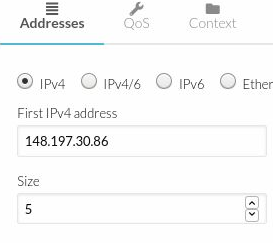 Addresses QoS Context
IPv4 IPv4/6 IPv6 Ether
First IPv4 address
148.197.30.86
Size
5